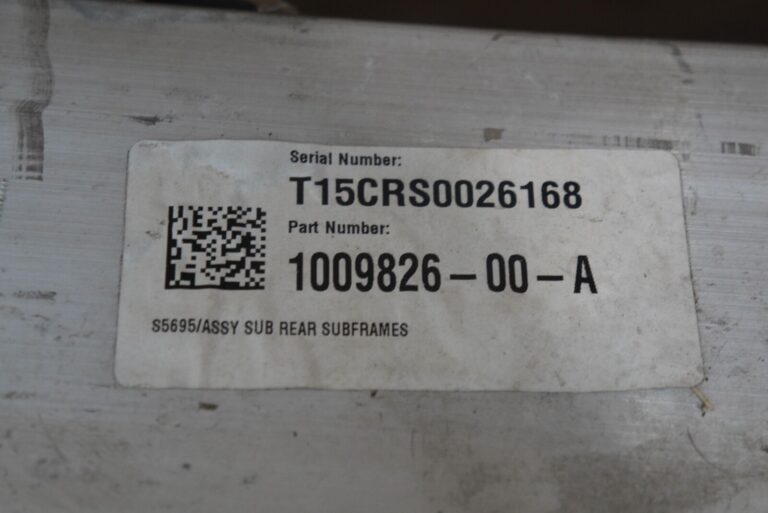 Serial Number:
T15CRS0026168
Part Number:
1009826-00-A
S5695/ASSY SUB REAR SUBFRAMES